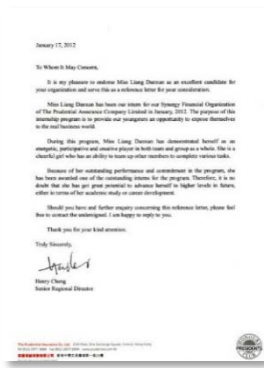 January 17, 2012
To Whom It May Concern,
It is my pleasure to endorse Miss Liang Danxun as an excellent candidate for
your organization and serve this as a reference letter for your consideration.
Miss Liang Danxun has been our intern for our Synergy Financial Organization
of The Prudential Assurance Company Limited in January, 2012. The purpose of this
internship program is to provide our youngsters an opportunity to expose themselves
to the real business world.
During this program, Miss Liang Danxun has demonstrated herself as an
energetic, participative and creative player in both team and group as a whole. She is a
cheerful girl who has an ability to team up other members to complete various tasks.
Because of her outstanding performance and commitment in the program, she
has been awarded one of the outstanding interns for the program. Therefore, it is no
doubt that she has got great potential to advance herself to higher levels in future,
either in terms of her academic study or career development.
Should you have and further enquiry concerning this reference letter, please feel
free to contact the undersigned. I am happy to reply to you.
Thank you for your kind attention.
Truly Sincerely,
Henry Cheng
Senior Regional Director
The Prudential Assurance Co. Ltd.
PRESIDENTS